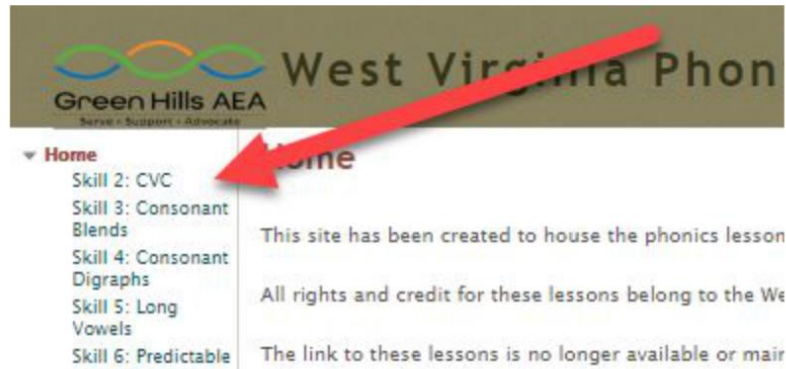 West Virginia Phon
Green Hills AEA
Serve - Support - Advocate
Home
Home
Skill 2: CVC
Skill 3: Consonant
Blends
This site has been created to house the phonics lesson
Skill 4: Consonant
Digraphs
All rights and credit for these lessons belong to the We
Skill 5: Long
Vowels
Skill 6: Predictable
The link to these lessons is no longer available or mair